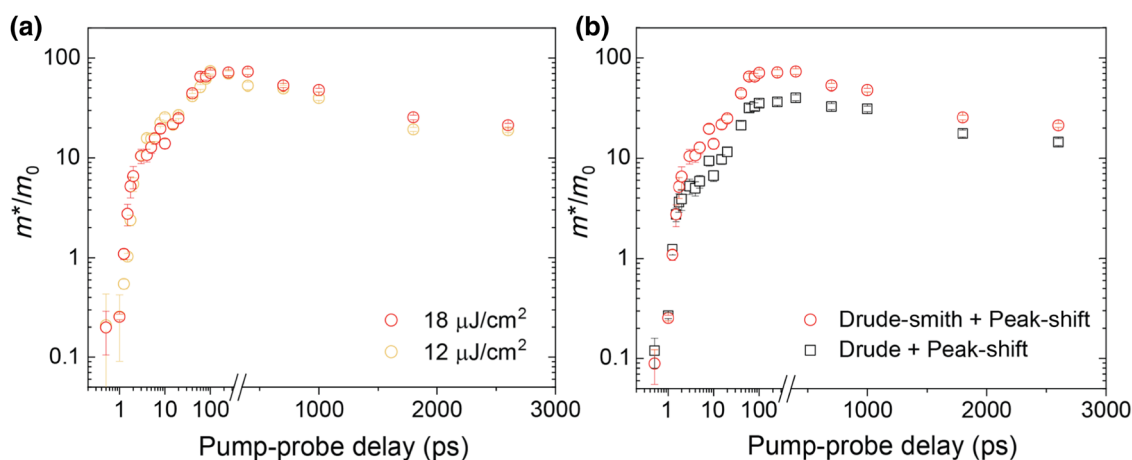 (a)
100
10
1
0.1
m*/m0
1 10 100 1000 2000 3000
Pump-probe delay (ps)
18 μJ/cm²
12 μJ/cm²
(b)
100
10
1
0.1
m*/m0
1 10 100 1000 2000 3000
Pump-probe delay (ps)
Drude-smith + Peak-shift
Drude + Peak-shift